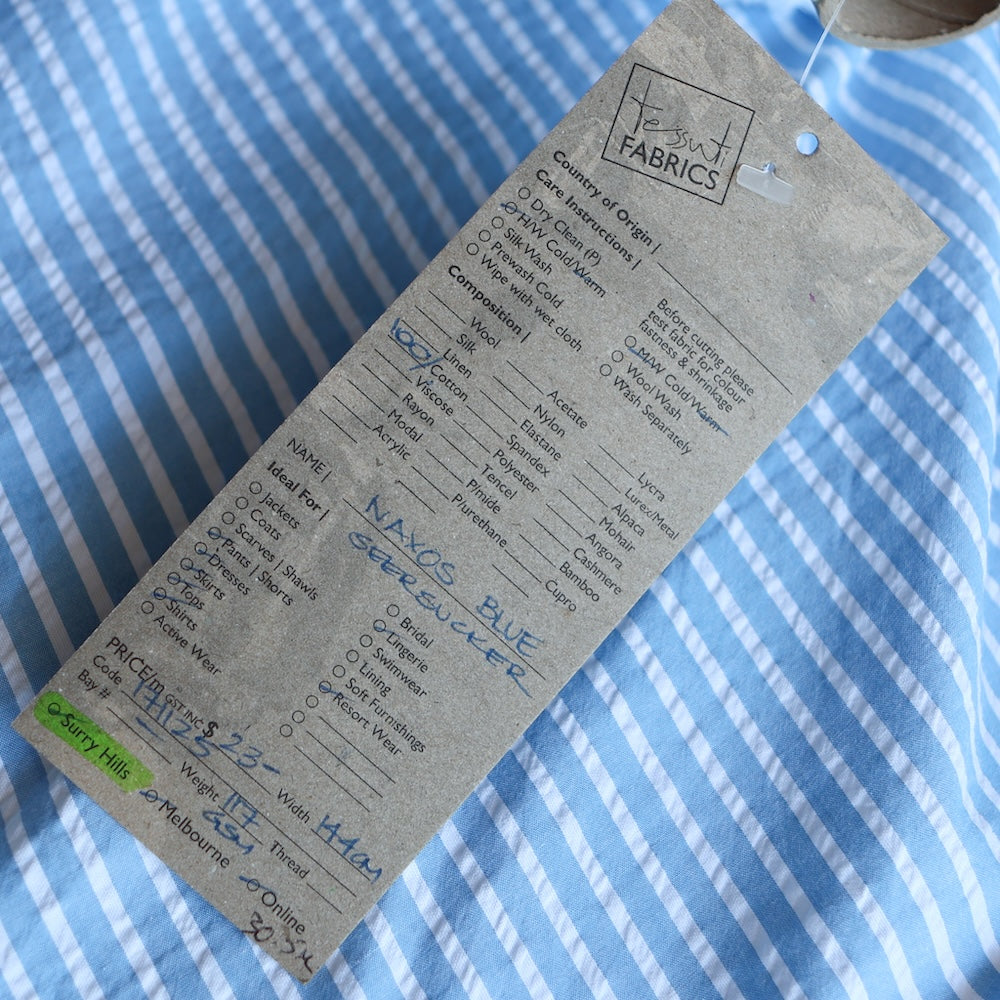 tessuti
FABRICS
Country of Origin |
Care Instructions |
Dry Clean (P)
H/W Cold/Warm
Silk Wash
Prewash Cold
Wipe with wet cloth
Before cutting please
test fabric for colour
fastness & shrinkage
MAW Cold/Warm
Wool Wash
Wash Separately
Composition |
Wool
Silk
Linen
100% Cotton
Viscose
Rayon
Modal
Acrylic
Acetate
Nylon
Elastane
Spandex
Polyester
Tencel
P/mide
P/urethane
Lycra
Lurex/Metal
Alpaca
Mohair
Angora
Cashmere
Bamboo
Cupro
NAME | NAXOS BLUE
SEERSUCKER
Ideal For |
Jackets
Coats
Scarves | Shawls
Pants | Shorts
Dresses
Skirts
Tops
Shirts
Active Wear
Bridal
Lingerie
Swimwear
Lining
Soft Furnishings
Resort Wear
PRICE/m GST INC $ 23-
Code 141125
Bay #
Weight 117
GSM
Width 144cm
Thread
Surry Hills
Melbourne
Online
30.5m